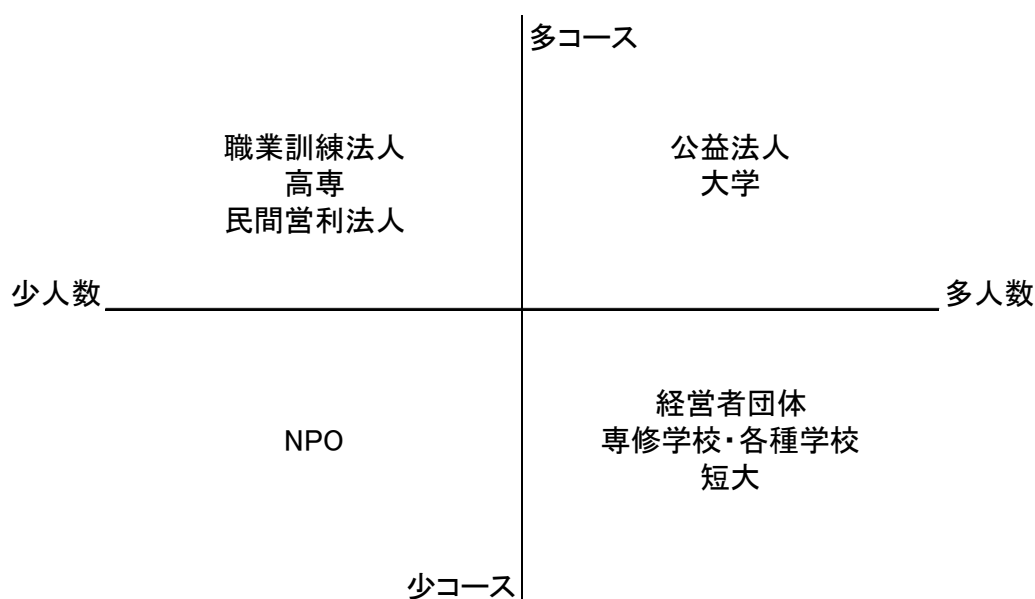 多コース
職業訓練法人
高専
民間営利法人
公益法人
大学
少人数
多人数
NPO
経営者団体
専修学校・各種学校
短大
少コース